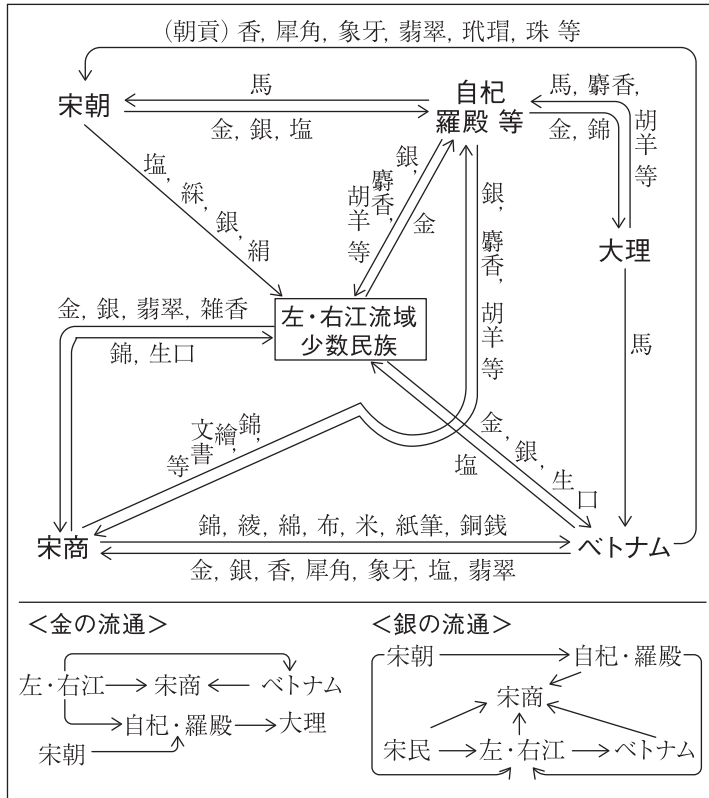 (朝貢) 香, 犀角, 象牙, 翡翠, 玳瑁, 珠 等
宋朝
馬
金, 銀, 塩
自杞
羅殿 等
馬, 麝香,
胡羊 等
金, 錦
塩, 綵, 銀, 絹
銀, 麝香, 胡羊 等
金
銀, 麝香, 胡羊 等
大理
馬
金, 銀, 翡翠, 雑香
錦, 生口
左・右江流域
少数民族
錦, 繪, 文書 等
金, 銀, 生口
塩
宋商
錦, 綾, 綿, 布, 米, 紙筆, 銅銭
金, 銀, 香, 犀角, 象牙, 塩, 翡翠
ベトナム
<金の流通>
左・右江
宋商
ベトナム
自杞・羅殿
大理
宋朝
<銀の流通>
宋朝
自杞・羅殿
宋商
宋民
左・右江
ベトナム